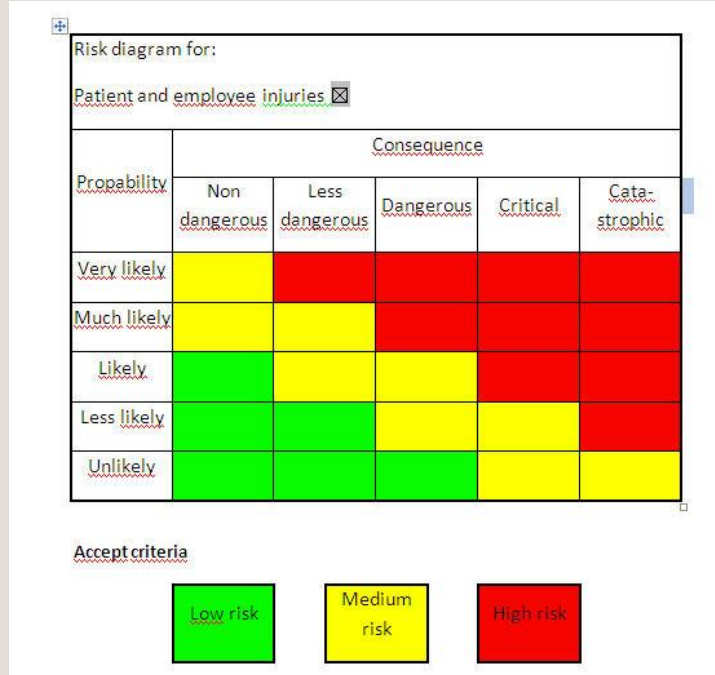 Risk diagram for:
Patient and employee injuries ☒
Consequence
Propability
Non
dangerous
Less
dangerous
Dangerous
Critical
Cata-
strophic
Very likely
Much likely
Likely
Less likely
Unlikely
Accept criteria
Low risk
Medium
risk
High risk